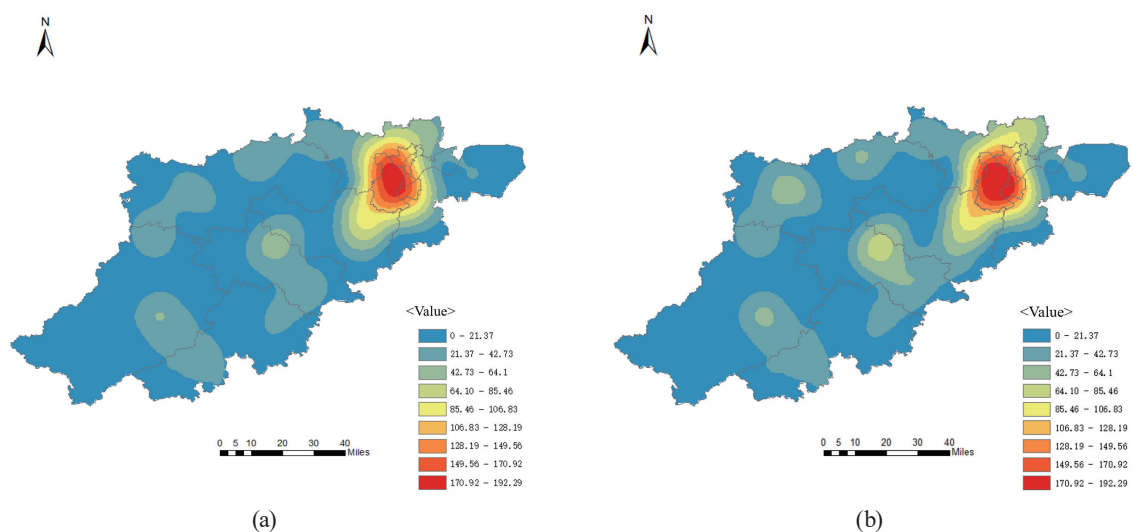 N
<Value>
0 - 21.37
21.37 - 42.73
42.73 - 64.1
64.10 - 85.46
85.46 - 106.83
106.83 - 128.19
128.19 - 149.56
149.56 - 170.92
170.92 - 192.29
0 5 10 20 30 40
Miles
(a)
N
<Value>
0 - 21.37
21.37 - 42.73
42.73 - 64.1
64.10 - 85.46
85.46 - 106.83
106.83 - 128.19
128.19 - 149.56
149.56 - 170.92
170.92 - 192.29
0 5 10 20 30 40
Miles
(b)